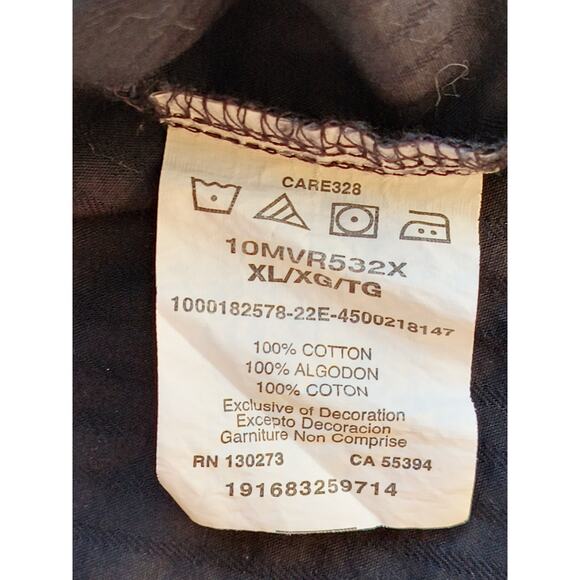 CARE328
10MVR532X
XL/XG/TG
1000182578-22E-4500218147
100% COTTON
100% ALGODON
100% COTON
Exclusive of Decoration
Excepto Decoracion
Garniture Non Comprise
RN 130273 CA 55394
191683259714